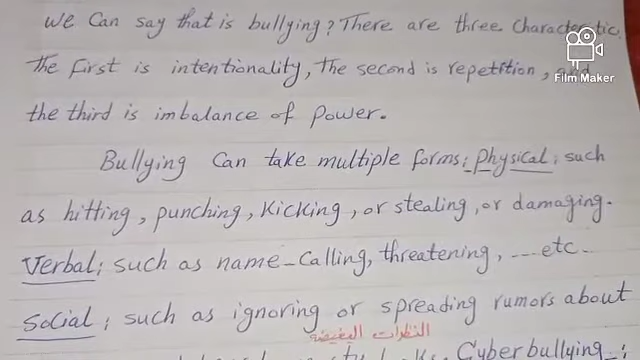 we can say that is bullying? There are three characteristic.
The first is intentionality, The second is repetition, and
the third is imbalance of power.
Bullying can take multiple forms; physical; such
as hitting, punching, kicking, or stealing, or damaging.
Verbal; such as name-calling, threatening, ---- etc-
Social; such as ignoring or spreading rumors about
النظرات البغيضة
Cyberbullying;
Film Maker